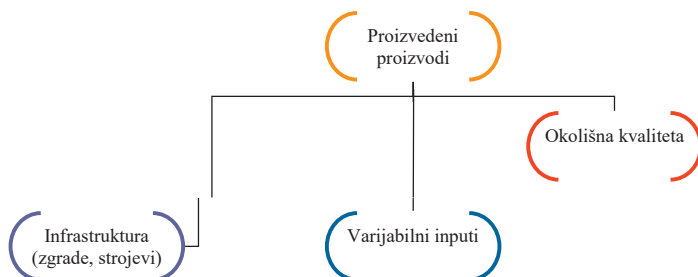 Proizvedeni
proizvodi
Okolišna kvaliteta
Infrastruktura
(zgrade, strojevi)
Varijabilni inputi